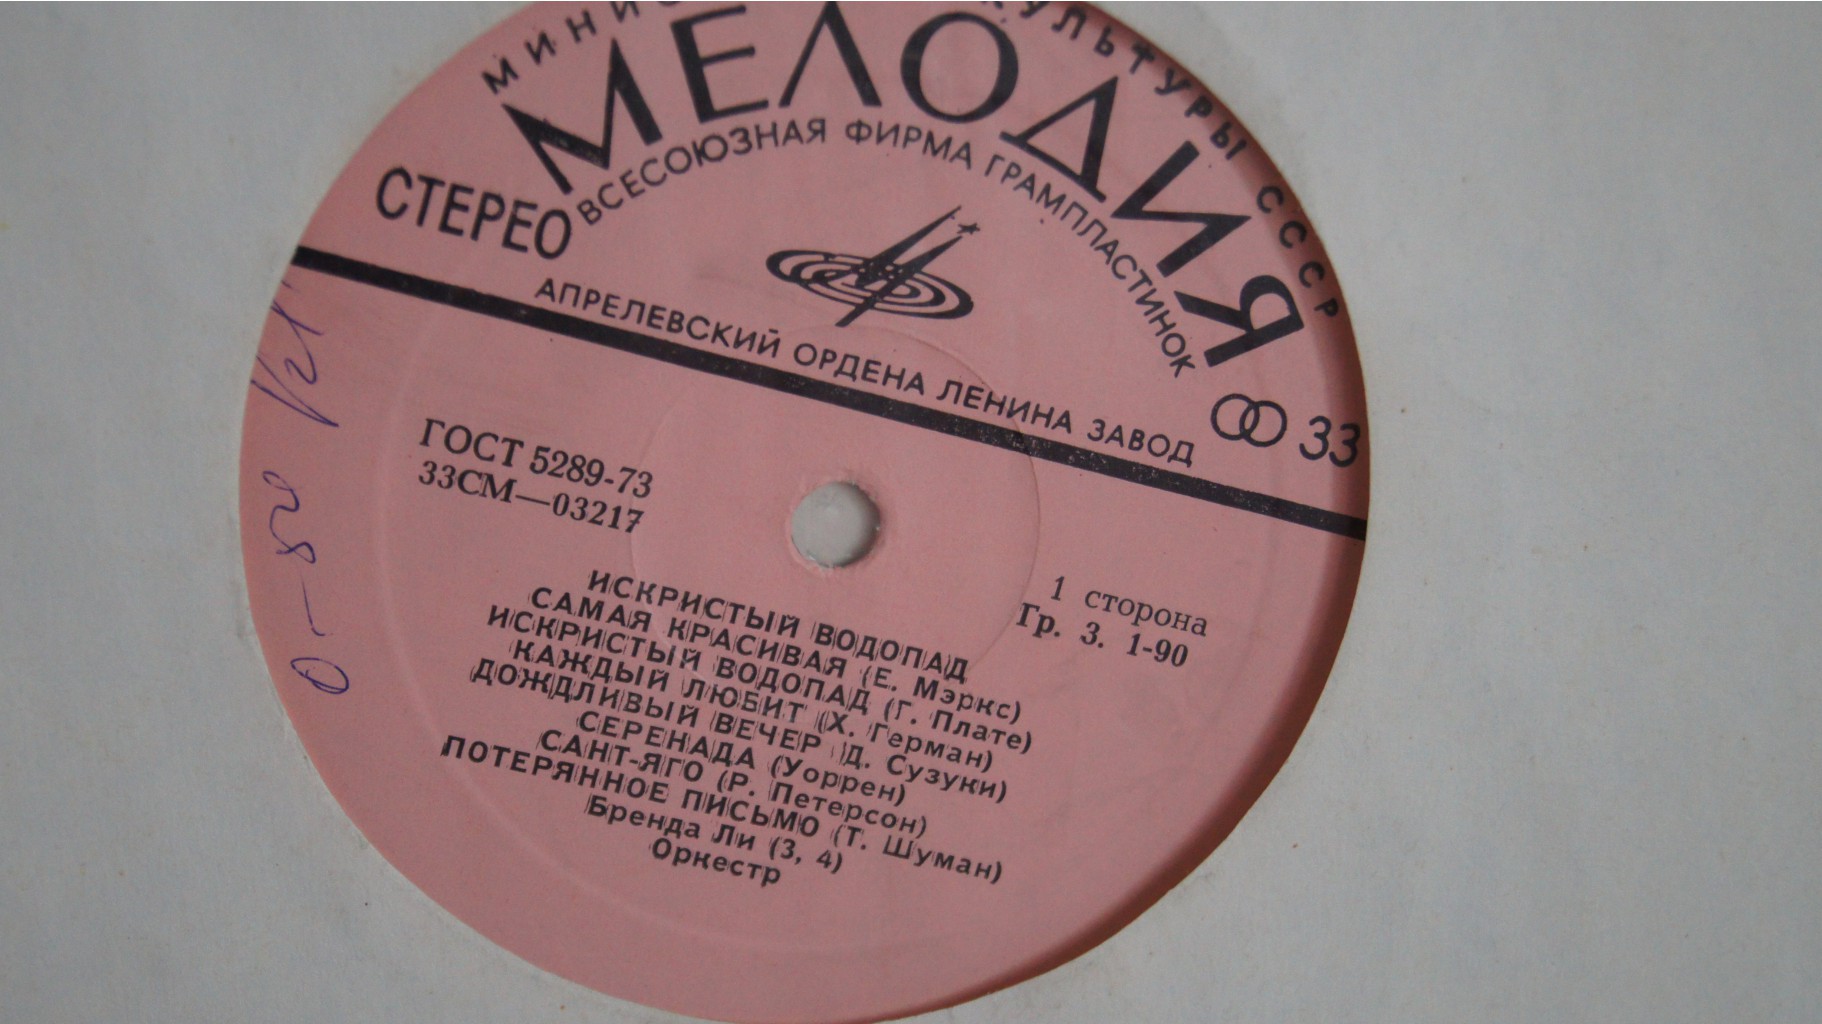 КУЛЬТУРЫ СССР
МЕЛОДИЯ
ВСЕСОЮЗНАЯ ФИРМА ГРАМПЛАСТИНОК
СТЕРЕО
33
АПРЕЛЕВСКИЙ ОРДЕНА ЛЕНИНА ЗАВОД
ГОСТ 5289-73
33СМ—03217
1 сторона
Гр. 3. 1-90
ИСКРИСТЫЙ ВОДОПАД
САМАЯ КРАСИВАЯ (Е. Мэркс)
ИСКРИСТЫЙ ВОДОПАД (Г. Плате)
КАЖДЫЙ ЛЮБИТ (Х. Герман)
ДОЖДЛИВЫЙ ВЕЧЕР (Д. Сузуки)
СЕРЕНАДА (Уоррен)
САНТ-ЯГО (Р. Петерсон)
ПОТЕРЯННОЕ ПИСЬМО (Т. Шуман)
Бренда Ли (3, 4)
Оркестр